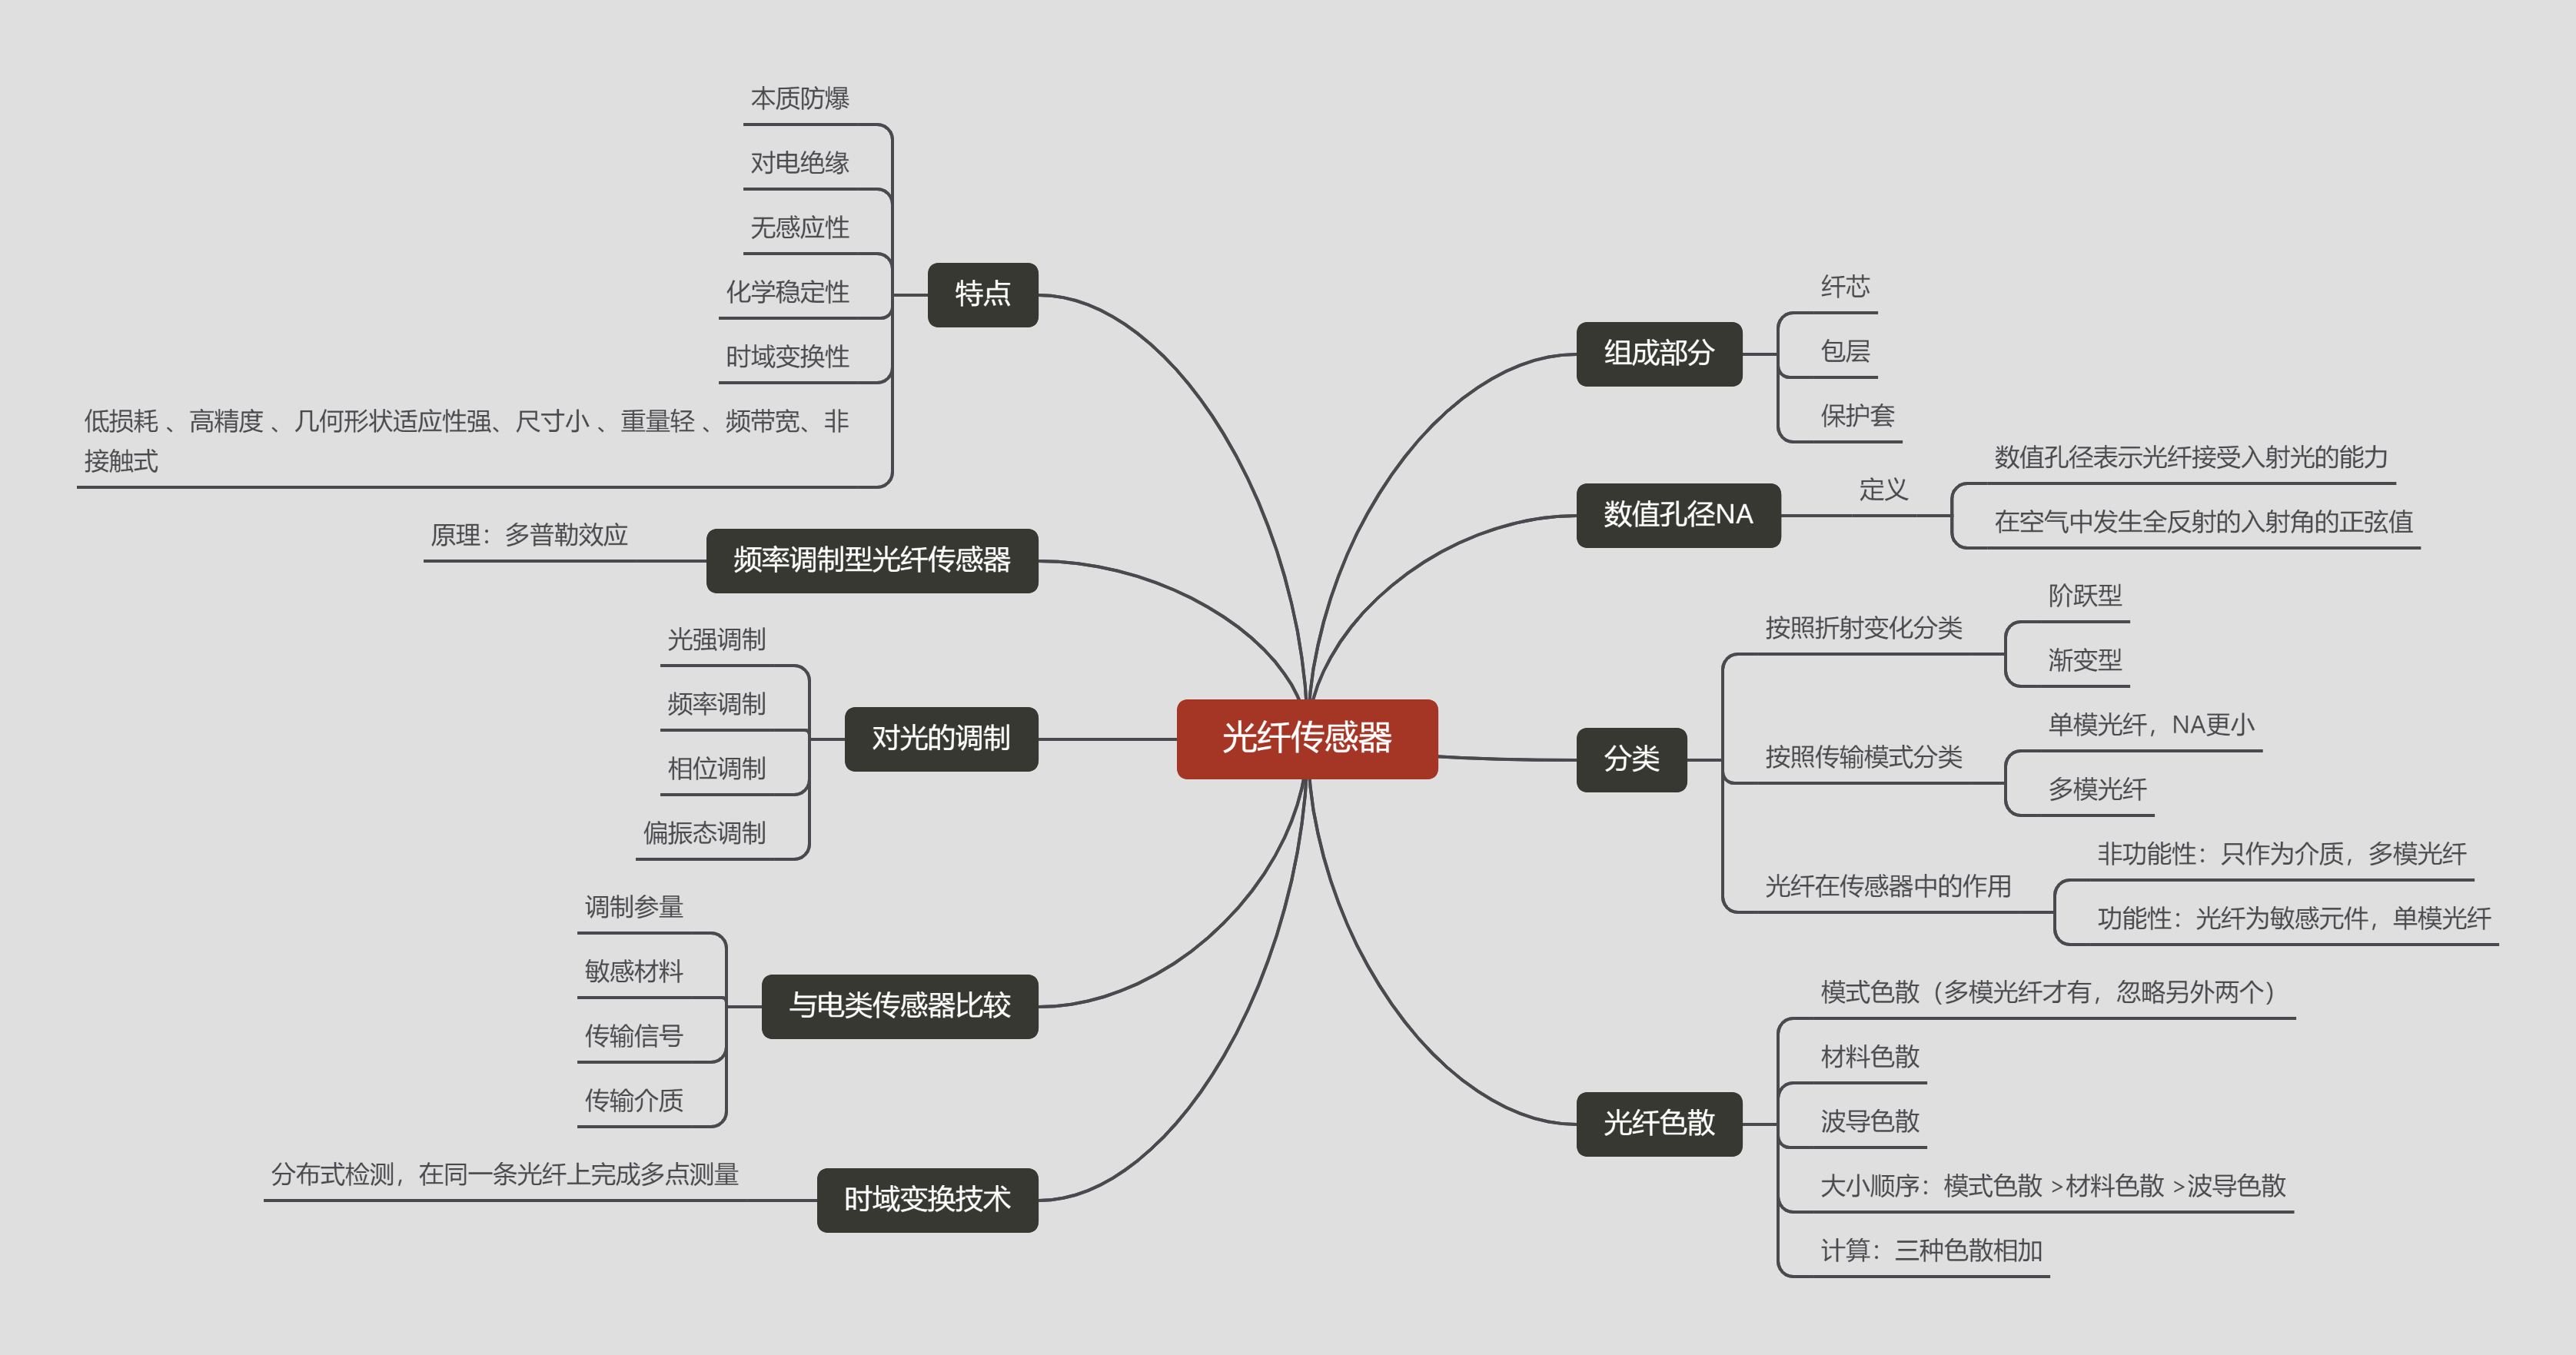 光纤传感器
组成部分
纤芯
包层
保护套
数值孔径NA
定义
数值孔径表示光纤接受入射光的能力
在空气中发生全反射的入射角的正弦值
分类
按照折射变化分类
阶跃型
渐变型
按照传输模式分类
单模光纤，NA更小
多模光纤
光纤在传感器中的作用
非功能性：只作为介质，多模光纤
功能性：光纤为敏感元件，单模光纤
光纤色散
模式色散（多模光纤才有，忽略另外两个）
材料色散
波导色散
大小顺序：模式色散 >材料色散 >波导色散
计算：三种色散相加
特点
本质防爆
对电绝缘
无感应性
化学稳定性
时域变换性
低损耗 、高精度 、几何形状适应性强、尺寸小 、重量轻 、频带宽、非
接触式
频率调制型光纤传感器
原理：多普勒效应
对光的调制
光强调制
频率调制
相位调制
偏振态调制
与电类传感器比较
调制参量
敏感材料
传输信号
传输介质
时域变换技术
分布式检测，在同一条光纤上完成多点测量